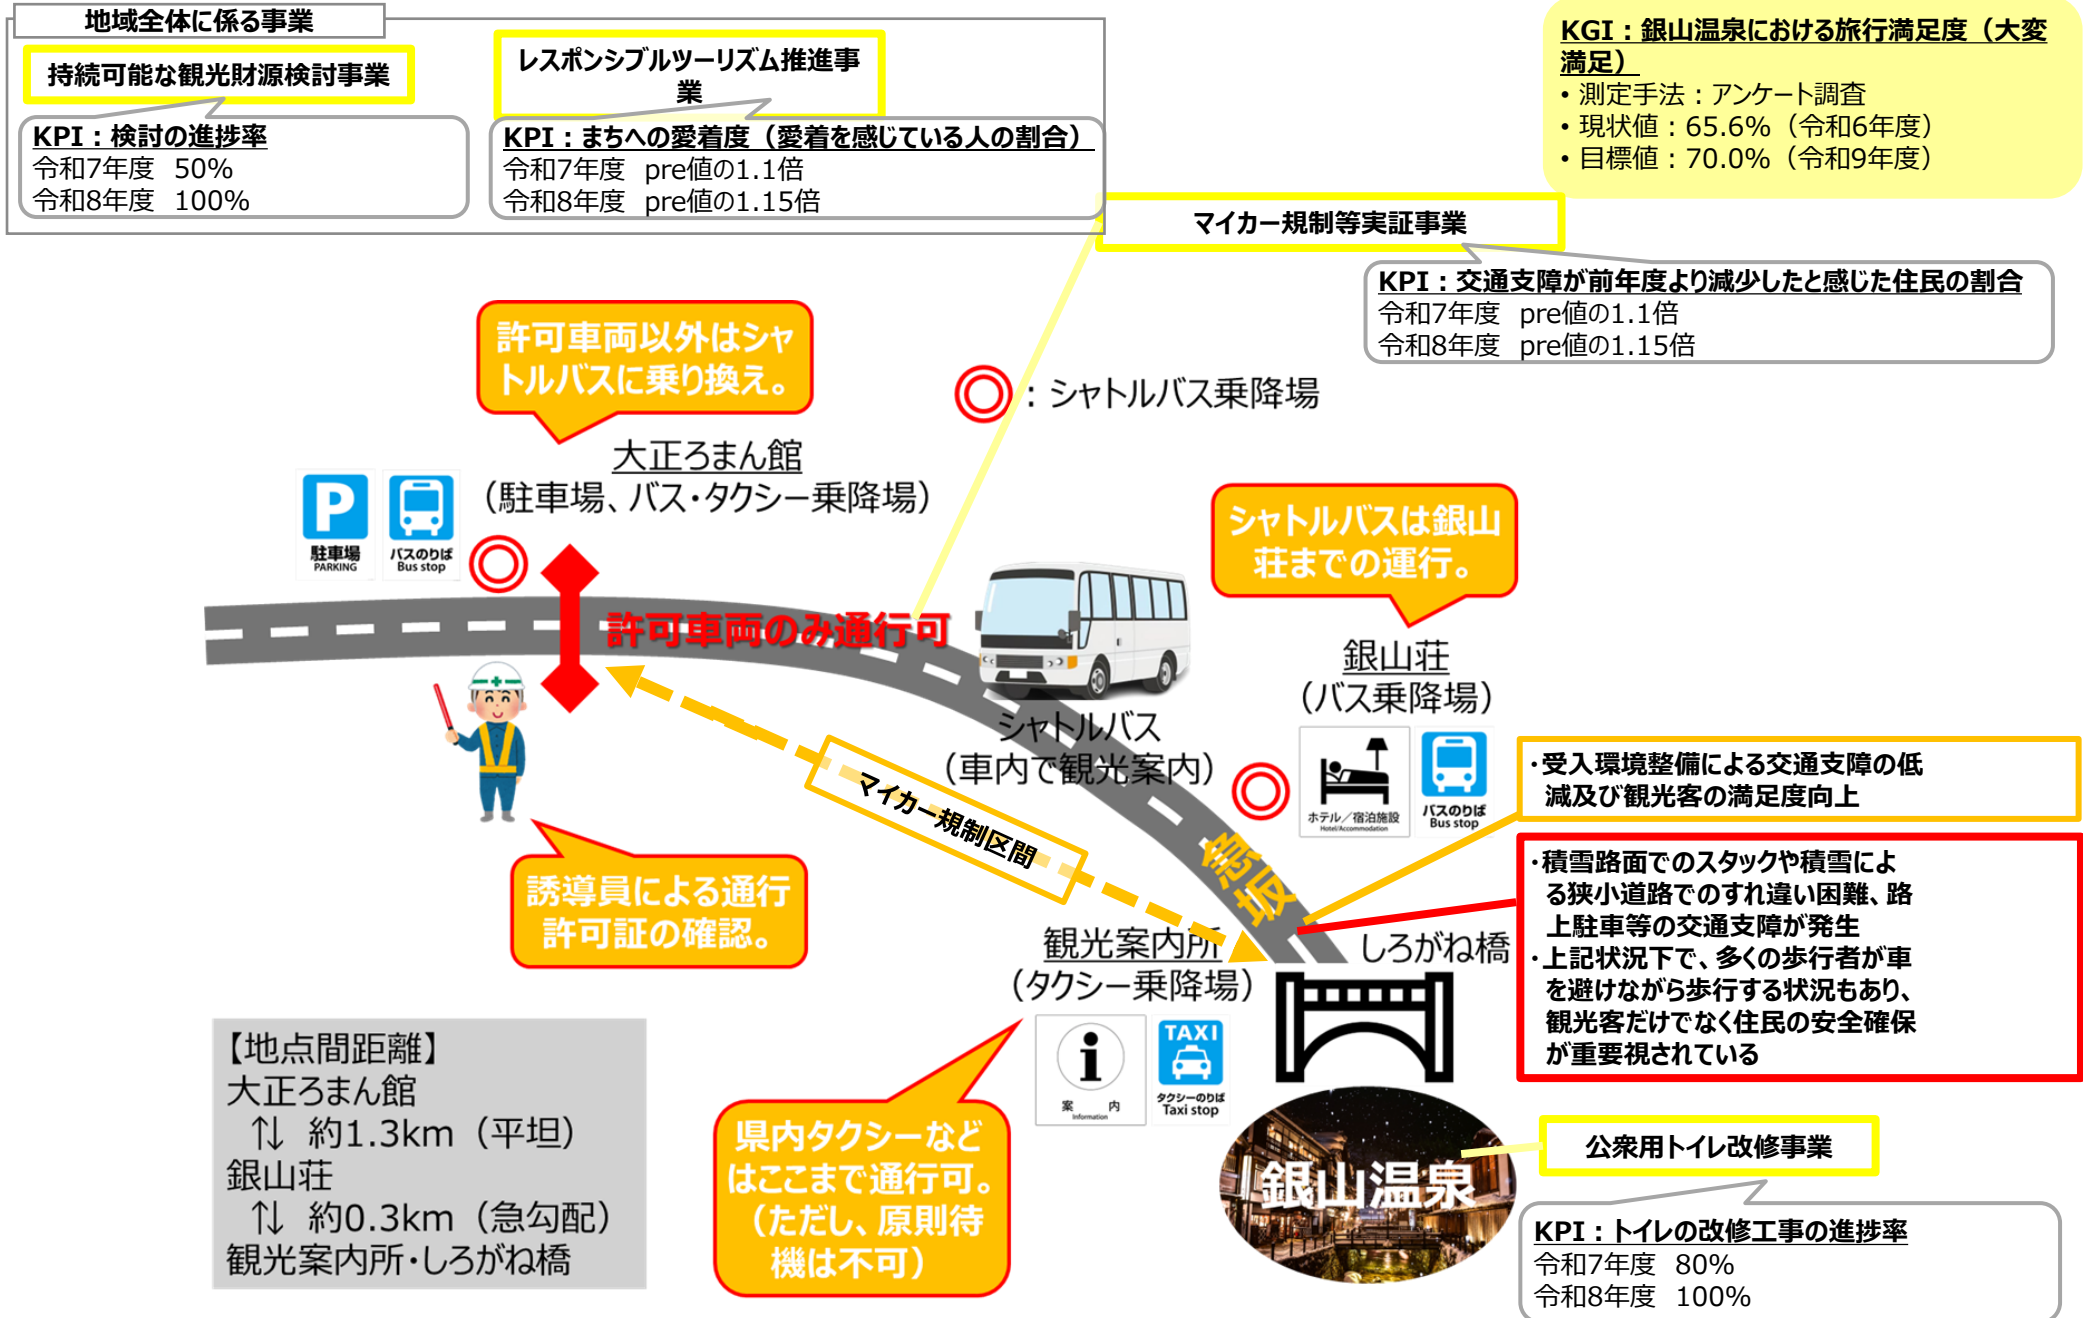 地域全体に係る事業
持続可能な観光財源検討事業
KPI:検討の進捗率
令和7年度 50%
令和8年度 100%
レスポンシブルツーリズム推進事
業
KPI:まちへの愛着度(愛着を感じている人の割合)
令和7年度 pre値の1.1倍
令和8年度 pre値の1.15倍
KGI:銀山温泉における旅行満足度(大変
満足)
• 測定手法:アンケート調査
• 現状値:65.6%(令和6年度)
• 目標値:70.0%(令和9年度)
マイカー規制等実証事業
KPI:交通支障が前年度より減少したと感じた住民の割合
令和7年度 pre値の1.1倍
令和8年度 pre値の1.15倍
許可車両以外はシャ
トルバスに乗り換え。
:シャトルバス乗降場
大正ろまん館
(駐車場、バス・タクシー乗降場)
P
駐車場
PARKING
バスのりば
Bus stop
許可車両のみ通行可
シャトルバスは銀山
荘までの運行。
銀山荘
(バス乗降場)
ホテル/宿泊施設
Hotel/Accommodation
バスのりば
Bus stop
シャトルバス
(車内で観光案内)
マイカー規制区間
急坂
・受入環境整備による交通支障の低
減及び観光客の満足度向上
・積雪路面でのスタックや積雪によ
る狭小道路でのすれ違い困難、路
上駐車等の交通支障が発生
・上記状況下で、多くの歩行者が車
を避けながら歩行する状況もあり、
観光客だけでなく住民の安全確保
が重要視されている
誘導員による通行
許可証の確認。
観光案内所
(タクシー乗降場)
案 内
Information
TAXI
タクシーのりば
Taxi stop
しろがね橋
【地点間距離】
大正ろまん館
↑↓ 約1.3km(平坦)
銀山荘
↑↓ 約0.3km(急勾配)
観光案内所・しろがね橋
県内タクシーなど
はここまで通行可。
(ただし、原則待
機は不可)
銀山温泉
公衆用トイレ改修事業
KPI:トイレの改修工事の進捗率
令和7年度 80%
令和8年度 100%